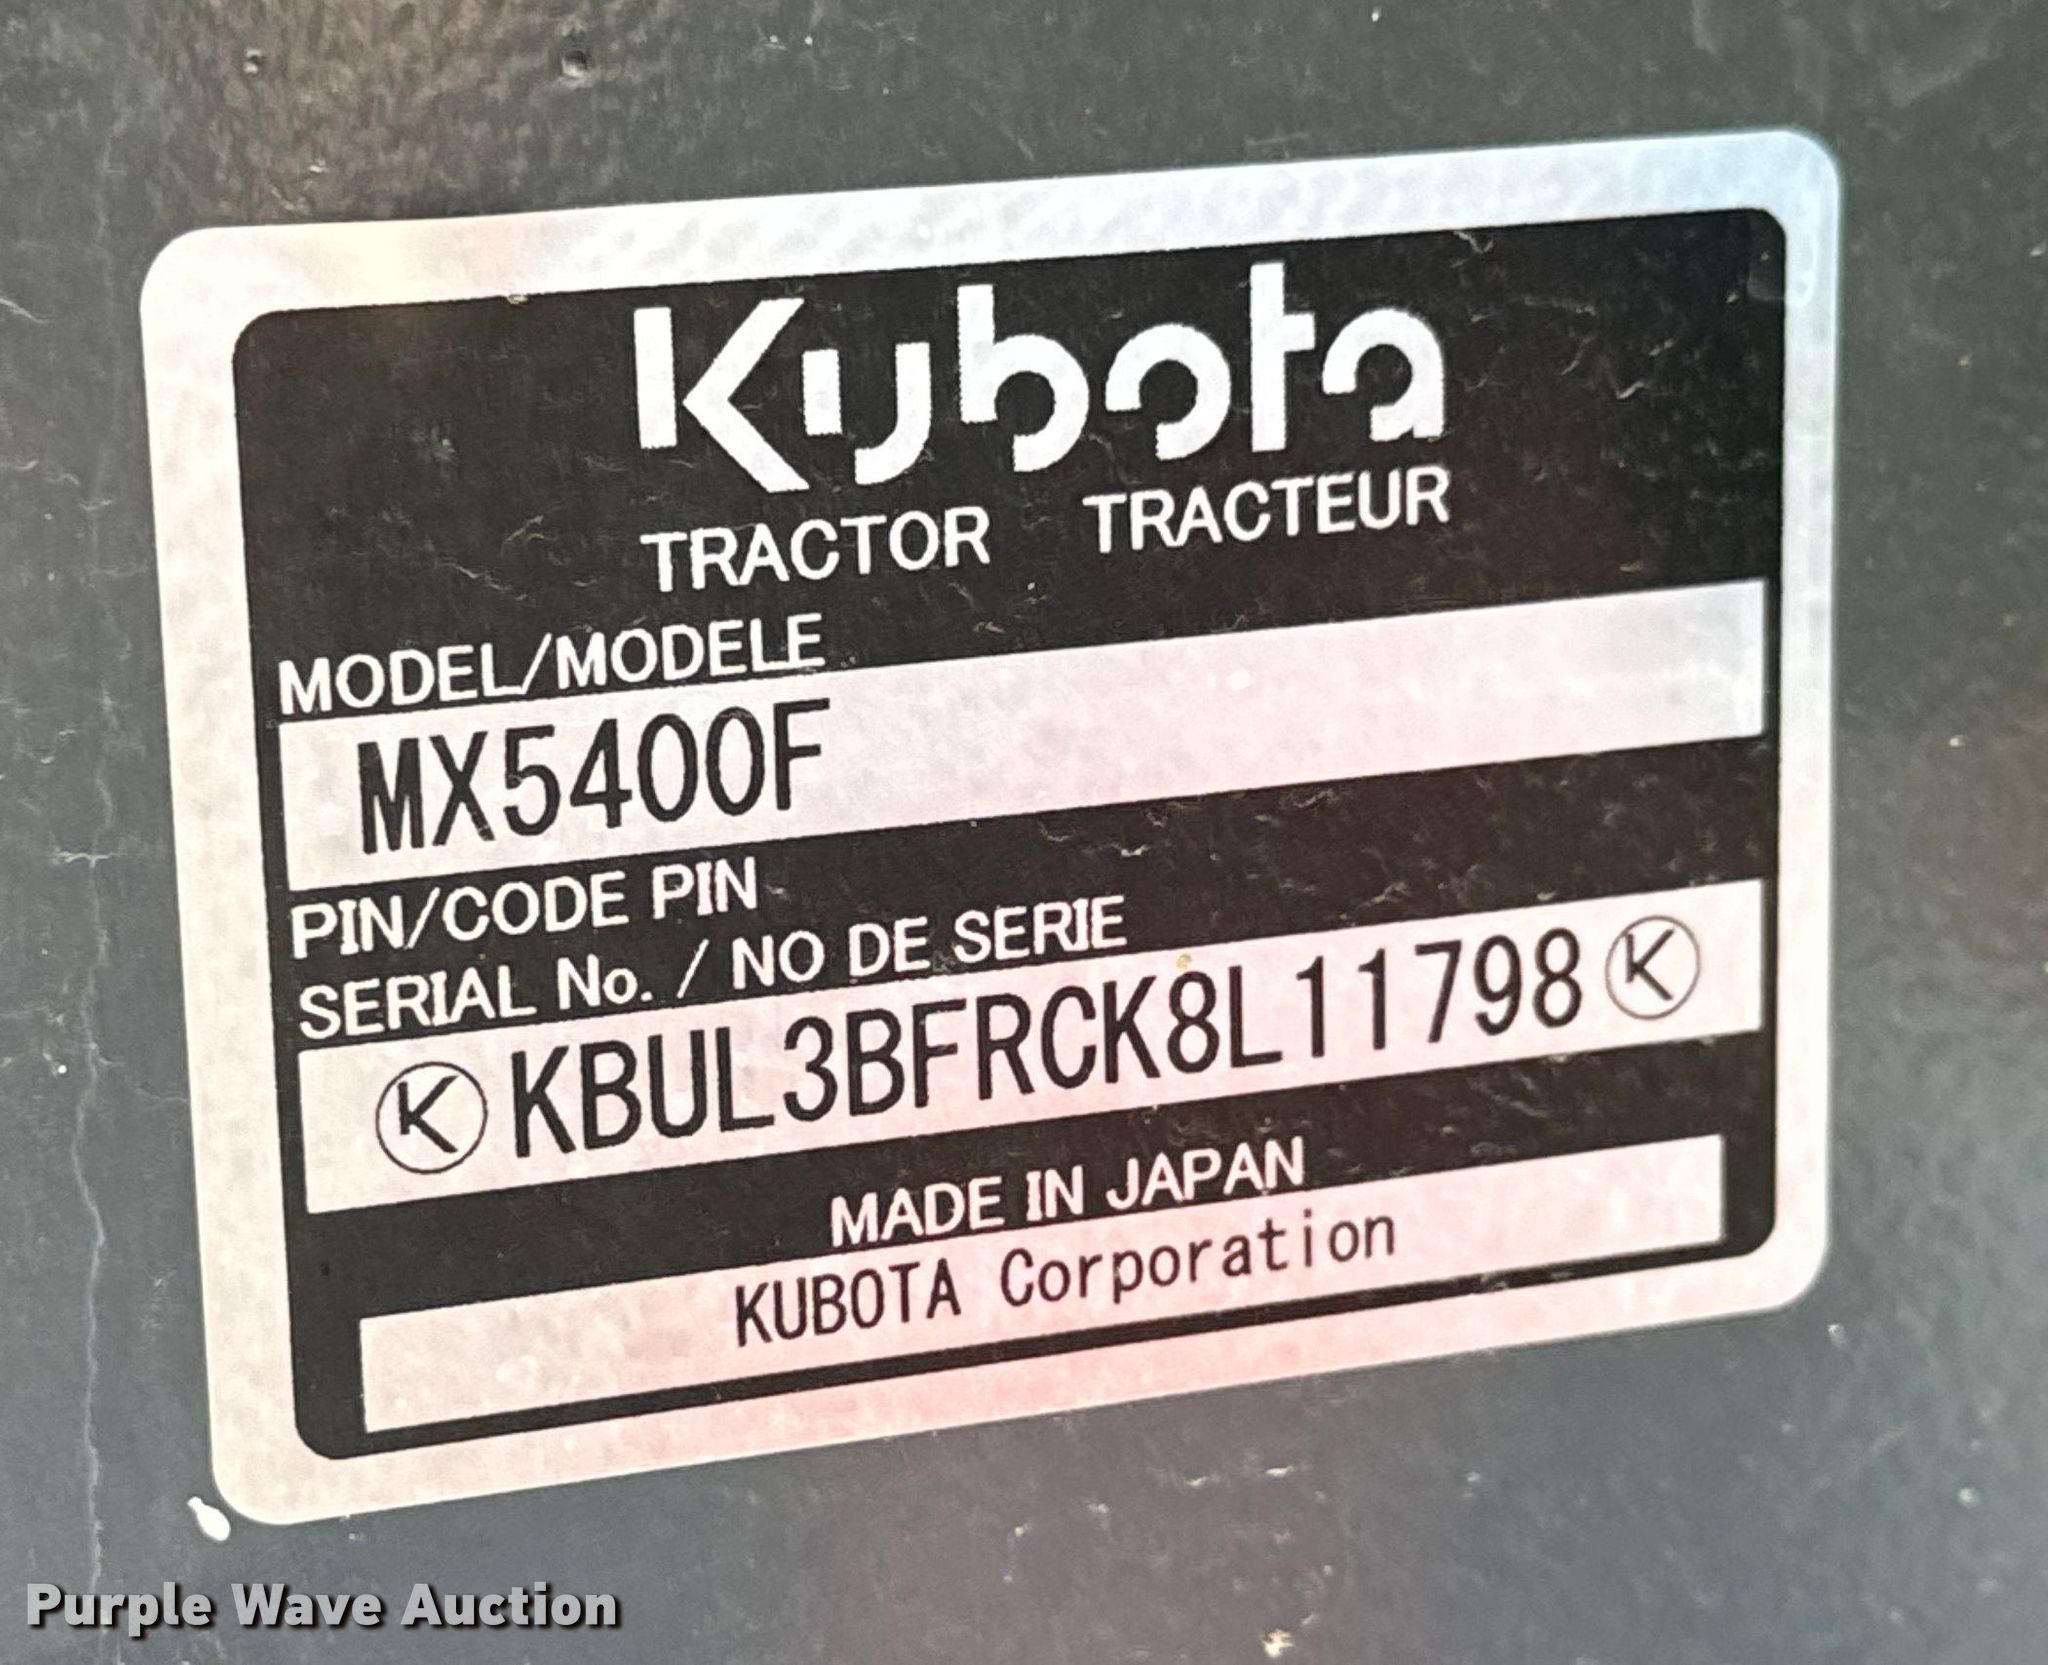 Kubota
TRACTOR TRACTEUR
MODEL/MODELE
MX5400F
PIN/CODE PIN
SERIAL No. / NO DE SERIE
Ⓚ KBUL3BFRCK8L11798 Ⓚ
MADE IN JAPAN
KUBOTA Corporation
Purple Wave Auction